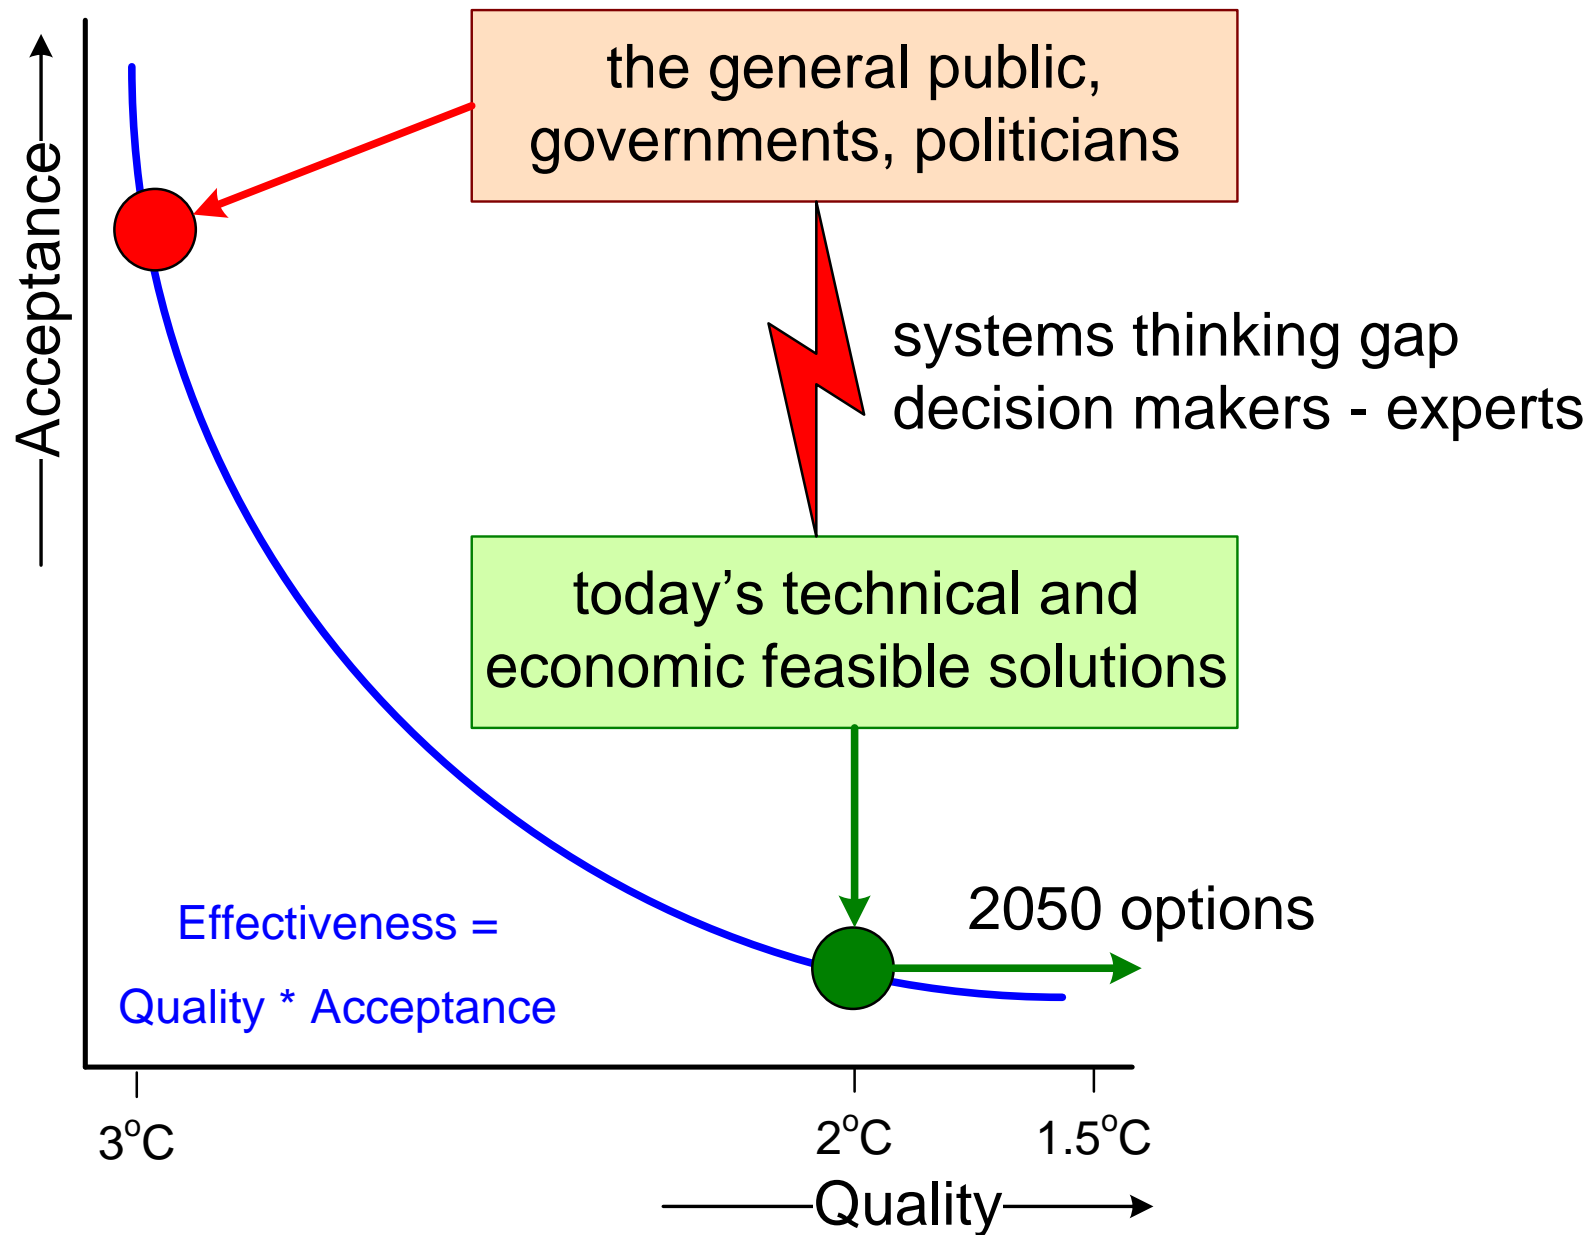 the general public,
governments, politicians
Acceptance
systems thinking gap
decision makers - experts
today’s technical and
economic feasible solutions
2050 options
Effectiveness =
Quality * Acceptance
3°C
2°C
1.5°C
Quality